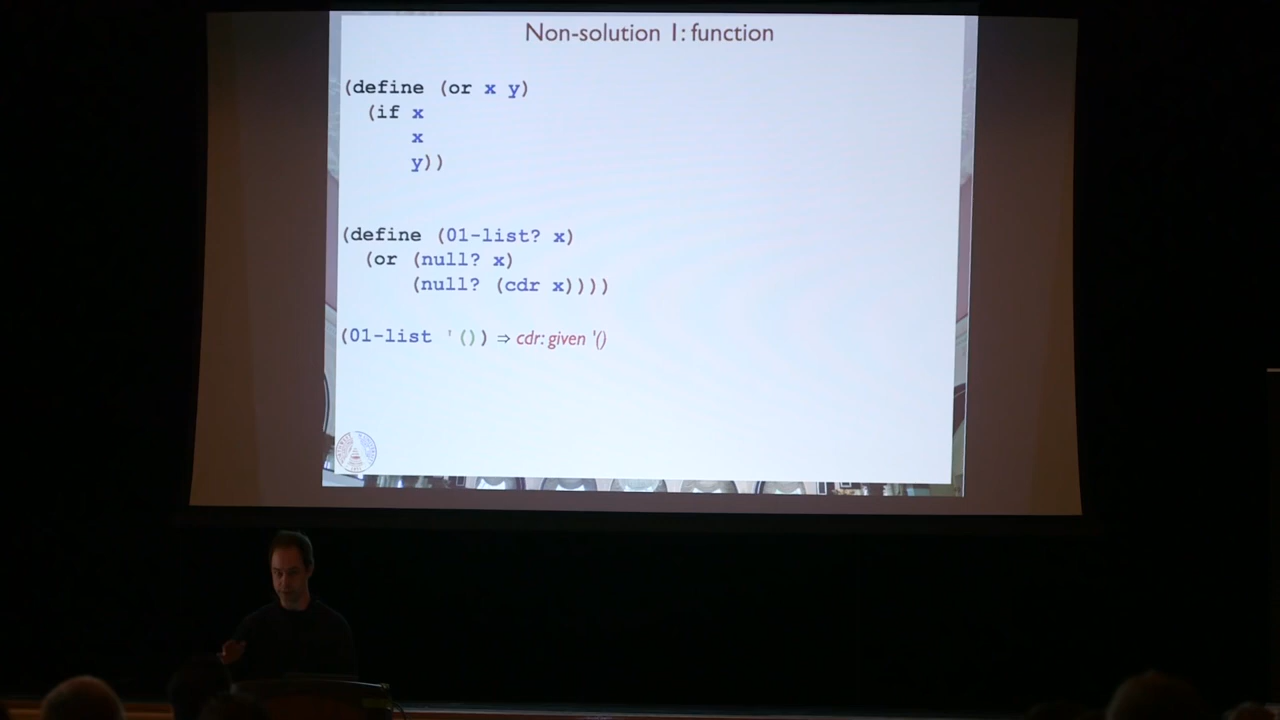 Non-solution 1: function
(define (or x y)
(if x
x
y))
(define (01-list? x)
(or (null? x)
(null? (cdr x))))
(01-list '()) ⇒ cdr: given '()